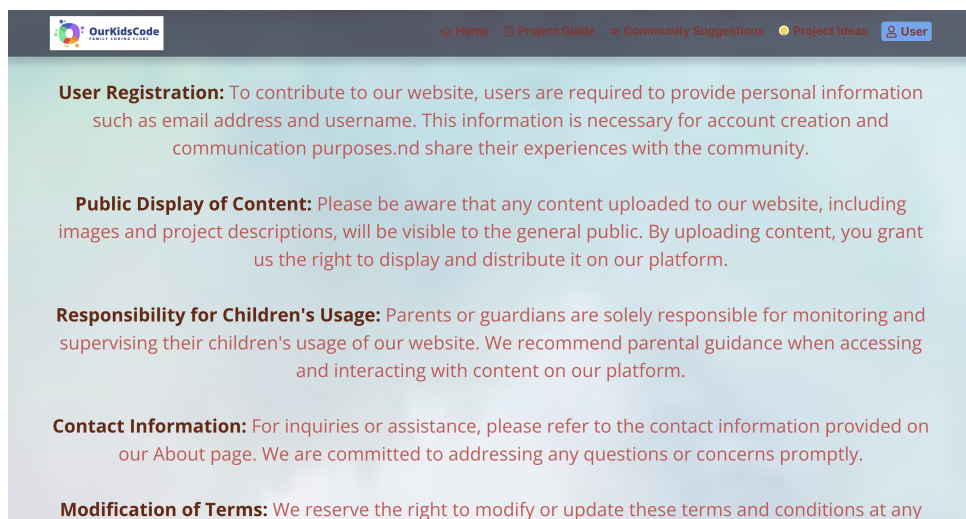 OurKidsCode
FAMILY CODING CLUBS
Home Project Guide Community Suggestions Project Ideas User
User Registration: To contribute to our website, users are required to provide personal information
such as email address and username. This information is necessary for account creation and
communication purposes.nd share their experiences with the community.
Public Display of Content: Please be aware that any content uploaded to our website, including
images and project descriptions, will be visible to the general public. By uploading content, you grant
us the right to display and distribute it on our platform.
Responsibility for Children's Usage: Parents or guardians are solely responsible for monitoring and
supervising their children's usage of our website. We recommend parental guidance when accessing
and interacting with content on our platform.
Contact Information: For inquiries or assistance, please refer to the contact information provided on
our About page. We are committed to addressing any questions or concerns promptly.
Modification of Terms: We reserve the right to modify or update these terms and conditions at any